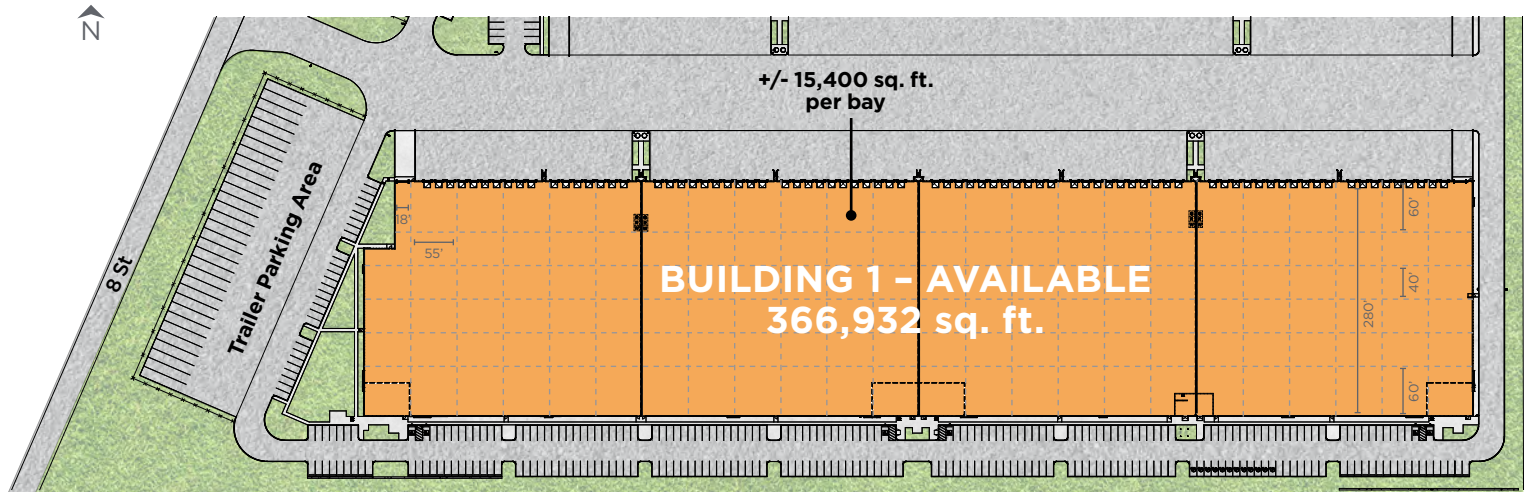 N
+/- 15,400 sq. ft.
per bay
Trailer Parking Area
8 St
18'
55'
60'
BUILDING 1 – AVAILABLE
366,932 sq. ft.
40'
280'
60'